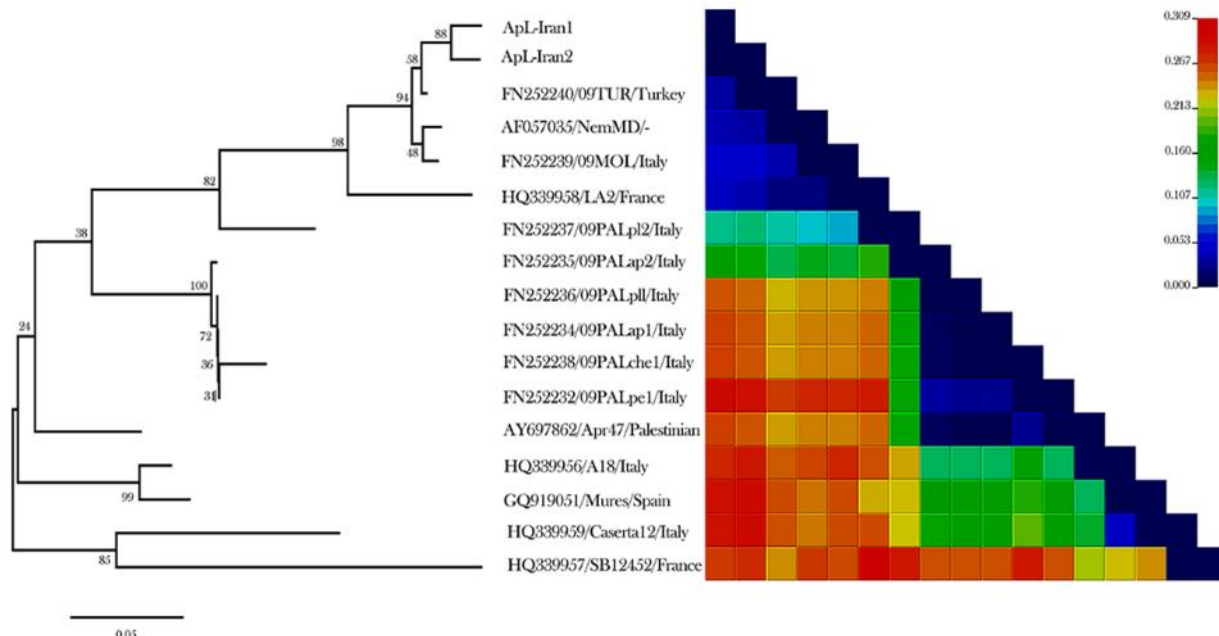 88
ApL-Iran1
58
ApL-Iran2
FN252240/09TUR/Turkey
94
AF057035/NemMD/-
98
48
FN252239/09MOL/Italy
82
HQ339958/LA2/France
38
FN252237/09PALpl2/Italy
FN252235/09PALap2/Italy
100
FN252236/09PALpll/Italy
24
72
FN252234/09PALap1/Italy
36
FN252238/09PALche1/Italy
31
FN252232/09PALpe1/Italy
AY697862/Apr47/Palestinian
HQ339956/A18/Italy
99
GQ919051/Mures/Spain
HQ339959/Caserta12/Italy
85
HQ339957/SB12452/France
0.05
0.309
0.267
0.213
0.160
0.107
0.053
0.000